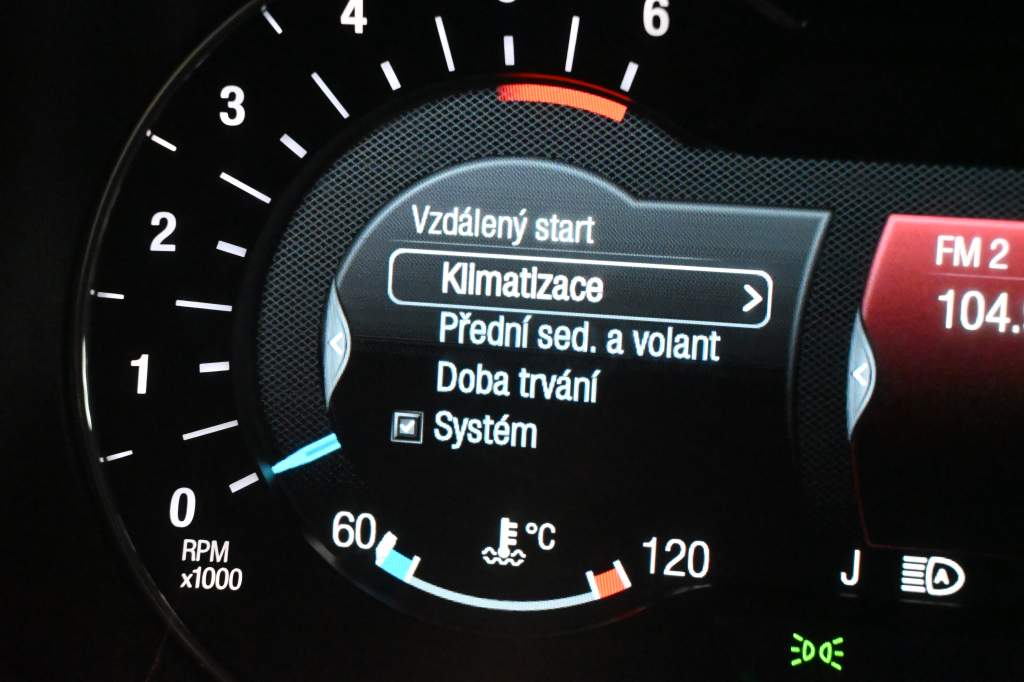 4
6
3
2
1
0
RPM
x1000
Vzdálený start
Klimatizace
Přední sed. a volant
Doba trvání
Systém
60
°C
120
FM 2
104.
J
A